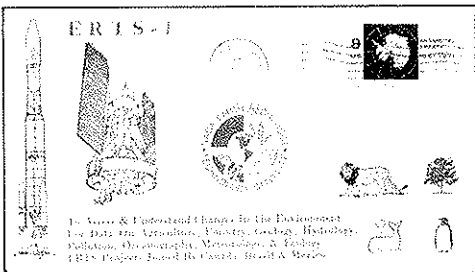 ERTS-1
To Assess & Understand Changes In the Environment
For Data On Agriculture, Forestry, Geology, Hydrology,
Pollution, Oceanography, Meteorology, & Ecology
ERTS Project Joined By Canada, Brazil & Mexico